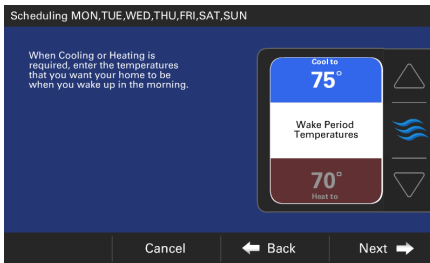 Scheduling MON,TUE,WED,THU,FRI,SAT,SUN
When Cooling or Heating is
required, enter the temperatures
that you want your home to be
when you wake up in the morning.
Cool to
75°
Wake Period
Temperatures
70°
Heat to
Cancel
Back
Next